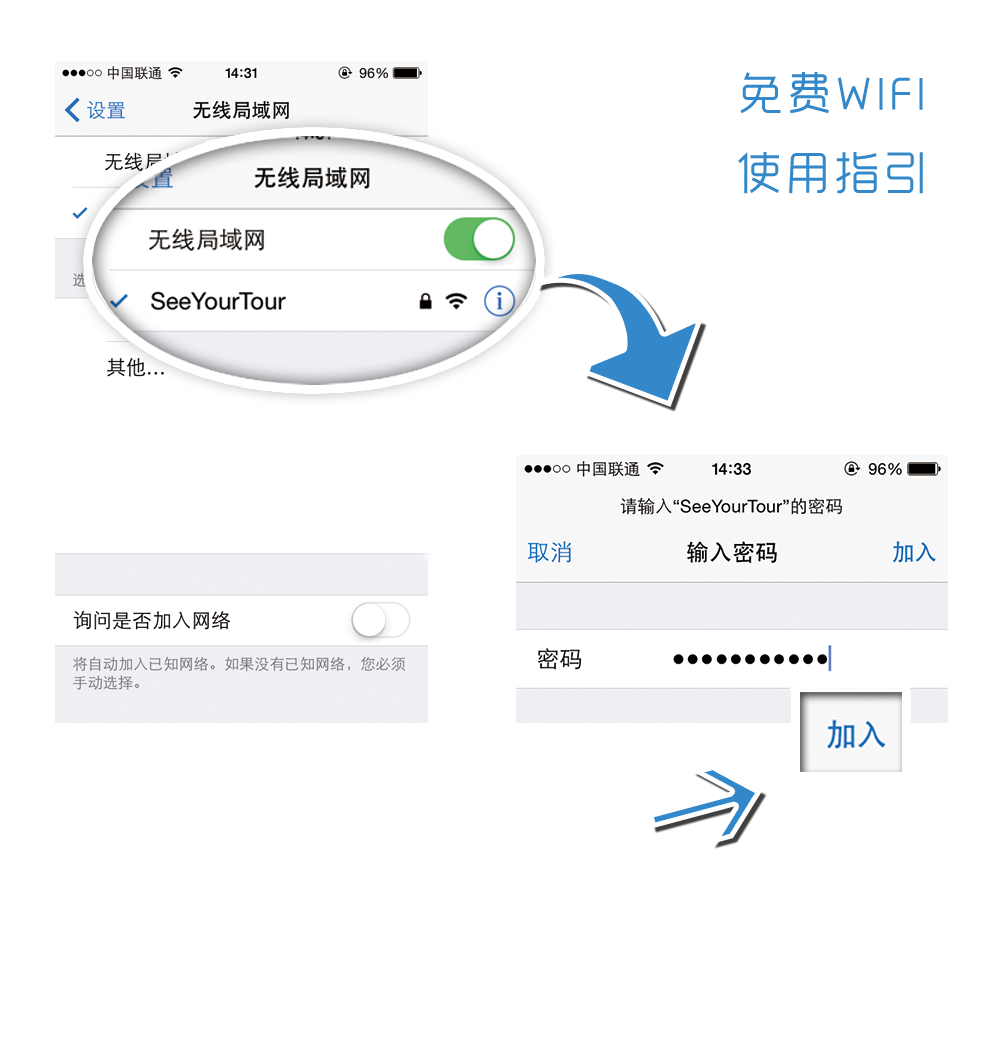 中国联通 14:31 96%
设置 无线局域网
免费WIFI
使用指引
无线局
置 无线局域网
无线局域网
SeeYourTour
选
其他...
中国联通 14:33 96%
请输入“SeeYourTour”的密码
取消 输入密码 加入
询问是否加入网络
将自动加入已知网络。如果没有已知网络，您必须
手动选择。
密码
加入